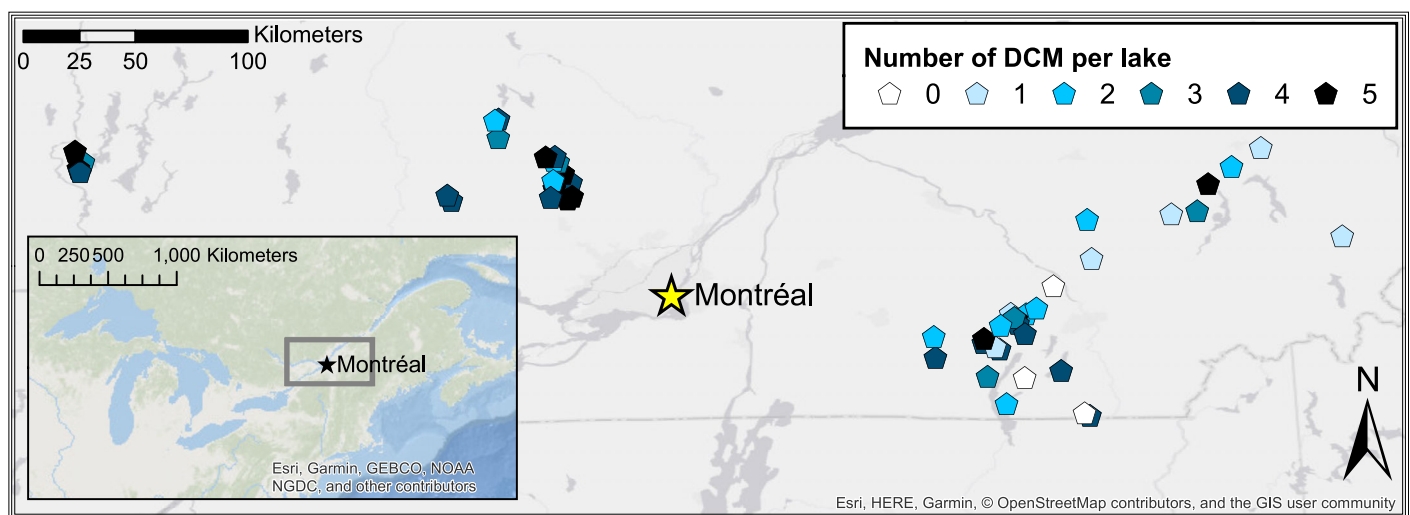 Kilometers
0 25 50 100
Number of DCM per lake
0 1 2 3 4 5
Montréal
0 250 500 1,000 Kilometers
Montréal
Esri, Garmin, GEBCO, NOAA
NGDC, and other contributors
N
Esri, HERE, Garmin, © OpenStreetMap contributors, and the GIS user community